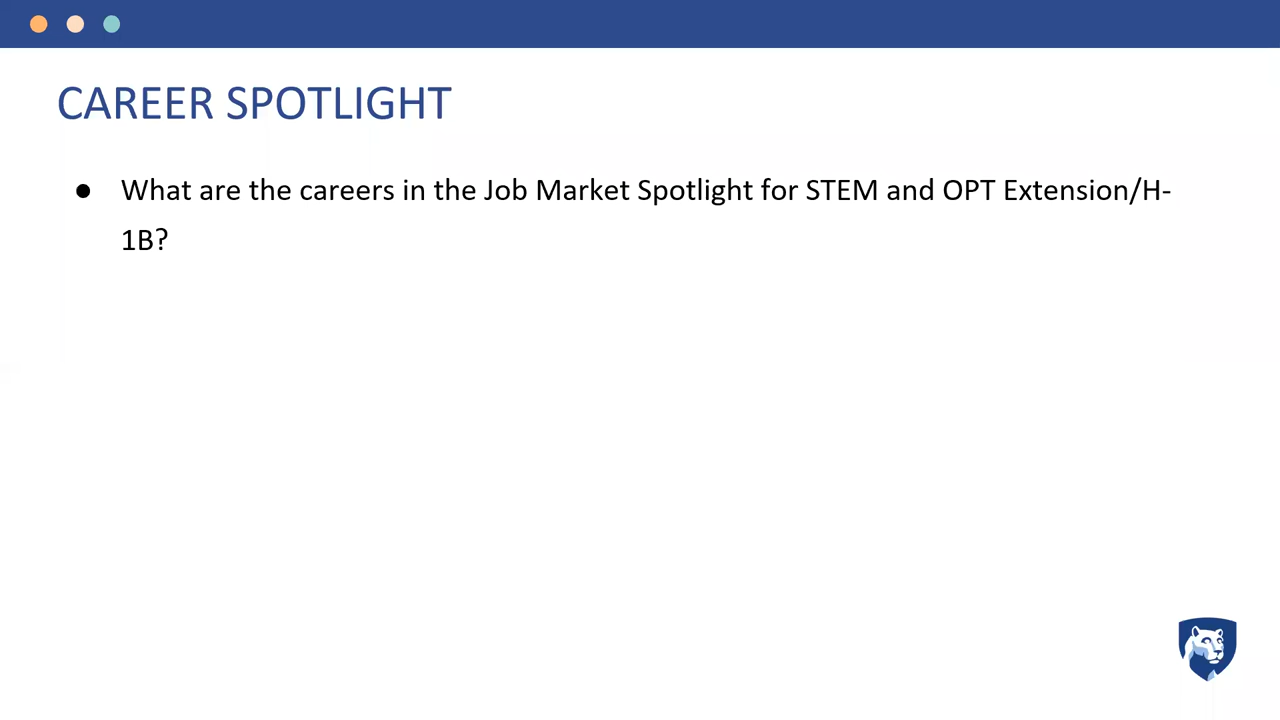 CAREER SPOTLIGHT
● What are the careers in the Job Market Spotlight for STEM and OPT Extension/H-
1B?